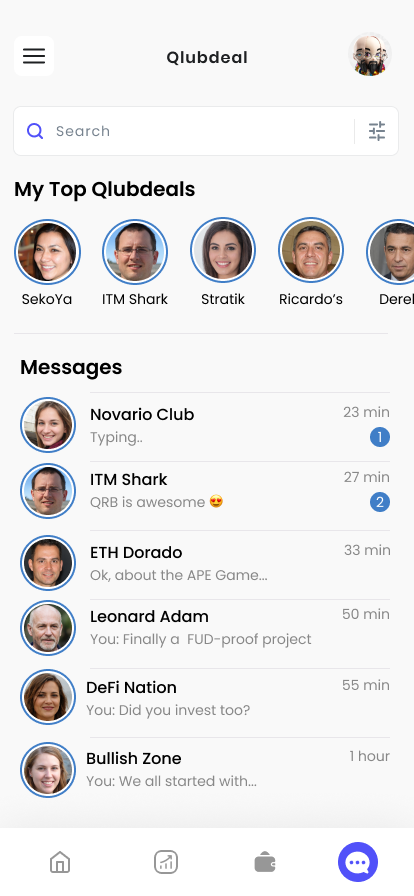 Qlubdeal
Search
My Top Qlubdeals
SekoYa ITM Shark Stratik Ricardo’s Derek
Messages
Novario Club 23 min
Typing.. 1
ITM Shark 27 min
QRB is awesome 😍 2
ETH Dorado 33 min
Ok, about the APE Game...
Leonard Adam 50 min
You: Finally a FUD-proof project
DeFi Nation 55 min
You: Did you invest too?
Bullish Zone 1 hour
You: We all started with...